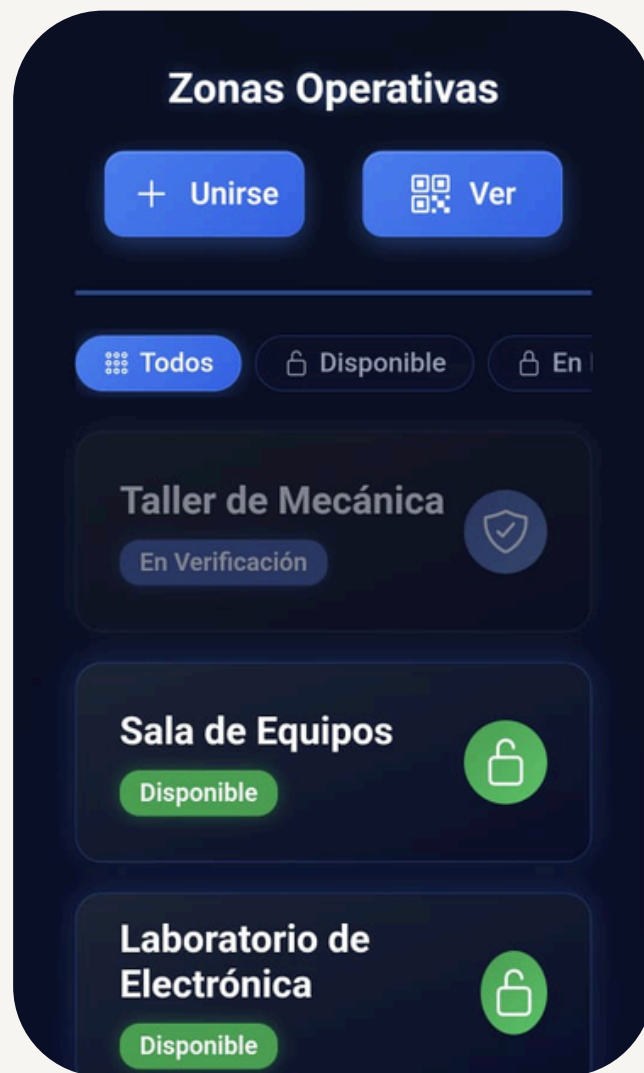 Zonas Operativas
Unirse
Ver
Todos
Disponible
En
Taller de Mecánica
En Verificación
Sala de Equipos
Disponible
Laboratorio de
Electrónica
Disponible